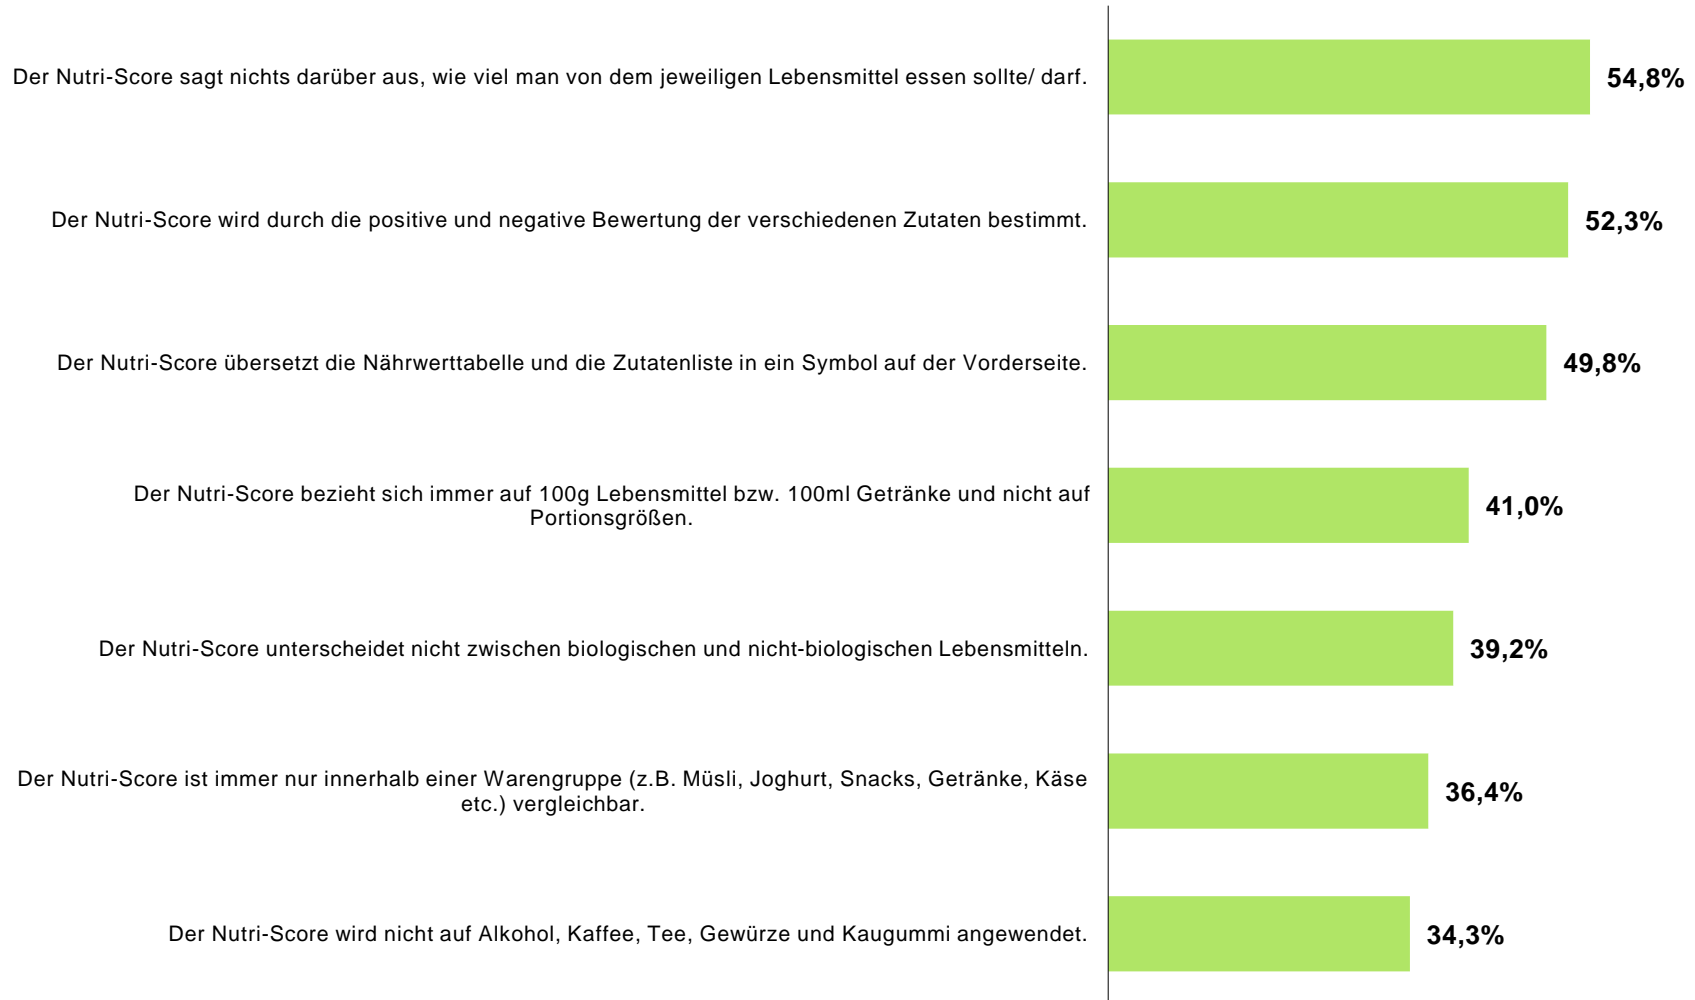 Der Nutri-Score sagt nichts darüber aus, wie viel man von dem jeweiligen Lebensmittel essen sollte/ darf.
54,8%
Der Nutri-Score wird durch die positive und negative Bewertung der verschiedenen Zutaten bestimmt.
52,3%
Der Nutri-Score übersetzt die Nährwerttabelle und die Zutatenliste in ein Symbol auf der Vorderseite.
49,8%
Der Nutri-Score bezieht sich immer auf 100g Lebensmittel bzw. 100ml Getränke und nicht auf
Portionsgrößen.
41,0%
Der Nutri-Score unterscheidet nicht zwischen biologischen und nicht-biologischen Lebensmitteln.
39,2%
Der Nutri-Score ist immer nur innerhalb einer Warengruppe (z.B. Müsli, Joghurt, Snacks, Getränke, Käse
etc.) vergleichbar.
36,4%
Der Nutri-Score wird nicht auf Alkohol, Kaffee, Tee, Gewürze und Kaugummi angewendet.
34,3%